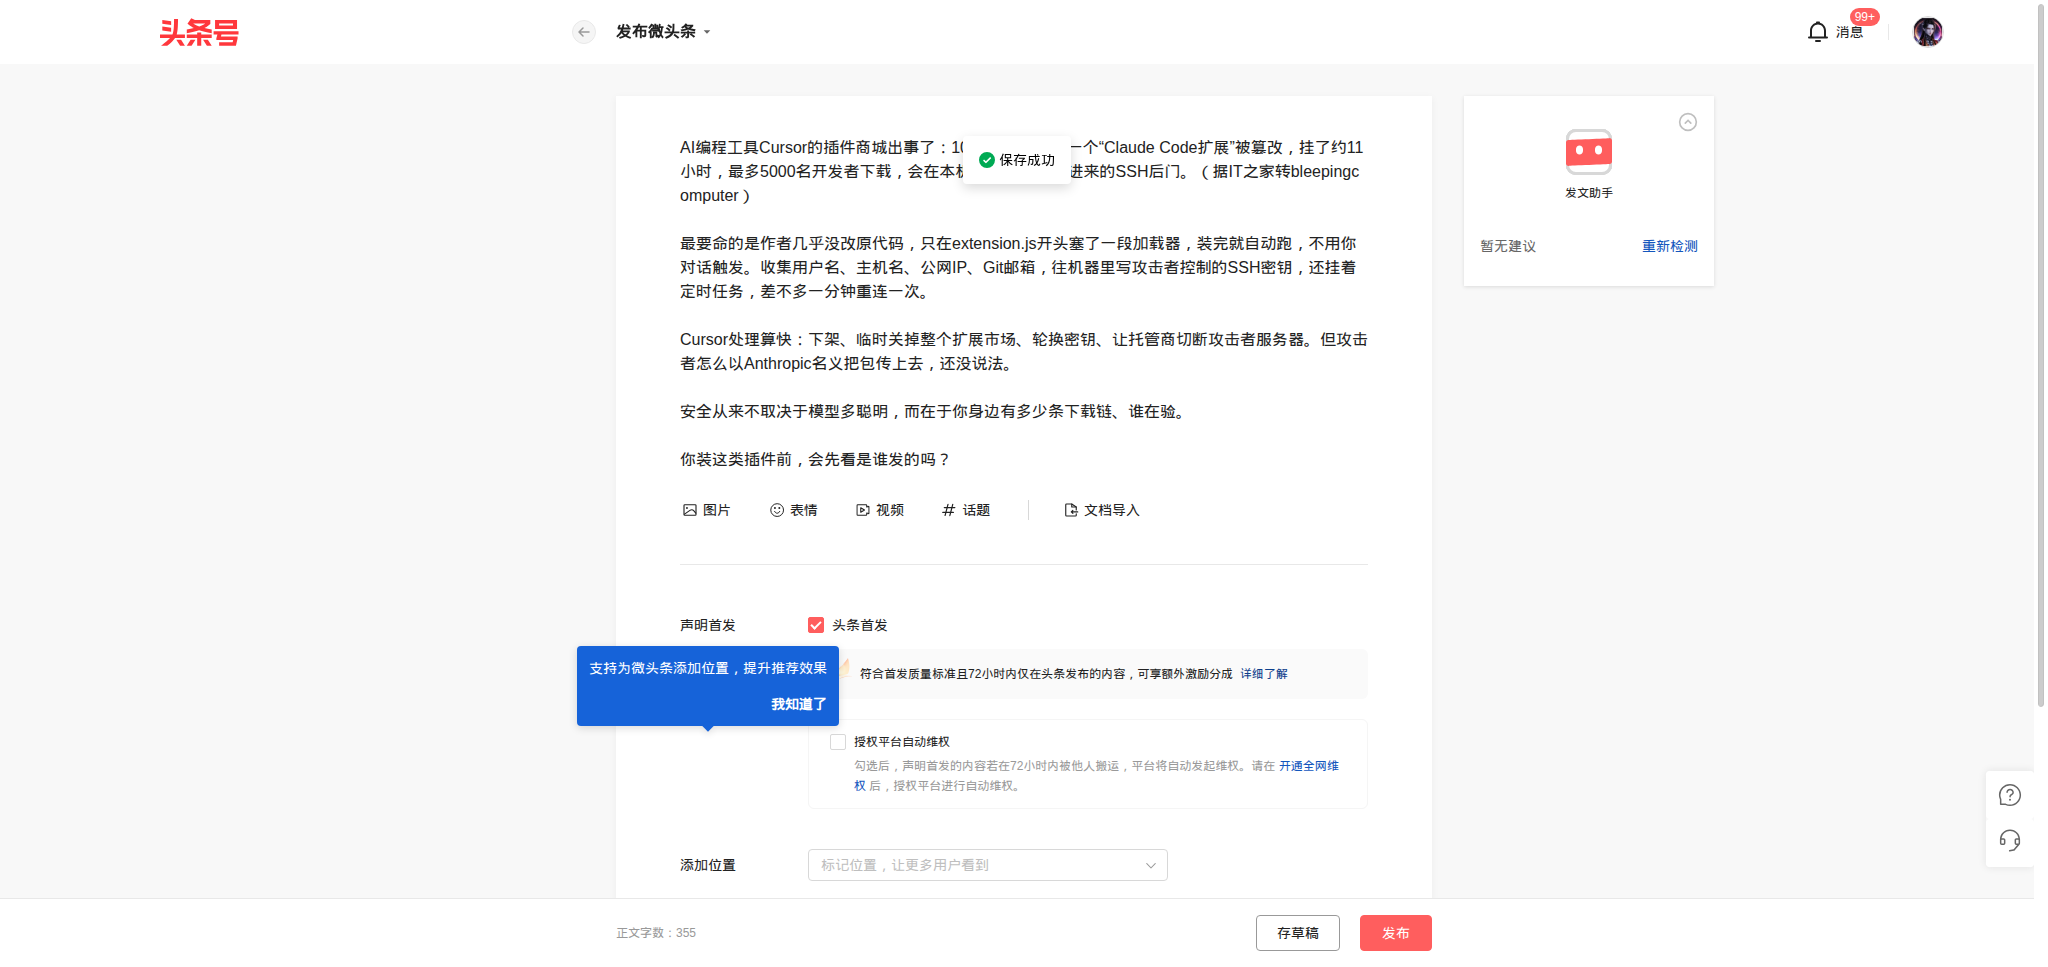 头条号
发布微头条
消息
99+
AI编程工具Cursor的插件商城出事了：10
一个“Claude Code扩展”被篡改，挂了约11
保存成功
小时，最多5000名开发者下载，会在本
进来的SSH后门。（据IT之家转bleepingc
omputer）
最要命的是作者几乎没改原代码，只在extension.js开头塞了一段加载器，装完就自动跑，不用你
对话触发。收集用户名、主机名、公网IP、Git邮箱，往机器里写攻击者控制的SSH密钥，还挂着
定时任务，差不多一分钟重连一次。
Cursor处理算快：下架、临时关掉整个扩展市场、轮换密钥、让托管商切断攻击者服务器。但攻击
者怎么以Anthropic名义把包传上去，还没说法。
安全从来不取决于模型多聪明，而在于你身边有多少条下载链、谁在验。
你装这类插件前，会先看是谁发的吗？
图片 表情 视频 话题 文档导入
发文助手
暂无建议 重新检测
声明首发 头条首发
支持为微头条添加位置，提升推荐效果
我知道了
符合首发质量标准且72小时内仅在头条发布的内容，可享额外激励分成 详细了解
授权平台自动维权
勾选后，声明首发的内容若在72小时内被他人搬运，平台将自动发起维权。请在 开通全网维
权 后，授权平台进行自动维权。
添加位置 标记位置，让更多用户看到
正文字数：355
存草稿 发布